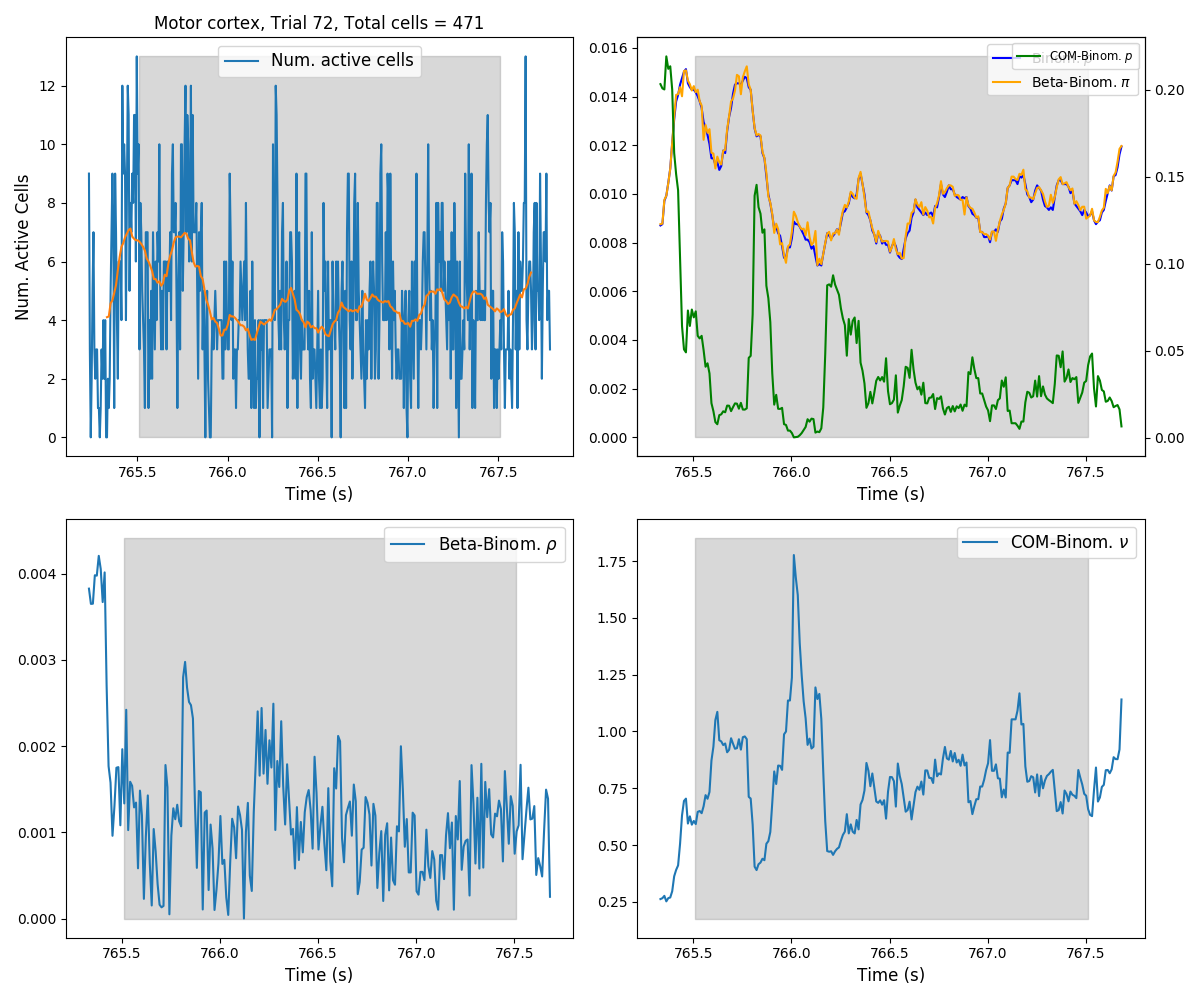 Motor cortex, Trial 72, Total cells = 471
Num. active cells
Num. Active Cells
12
10
8
6
4
2
0
765.5 766.0 766.5 767.0 767.5
Time (s)
COM-Binom. p
Binom. p
Beta-Binom. π
0.016
0.014
0.012
0.010
0.008
0.006
0.004
0.002
0.000
0.20
0.15
0.10
0.05
0.00
765.5 766.0 766.5 767.0 767.5
Time (s)
Beta-Binom. ρ
0.004
0.003
0.002
0.001
0.000
765.5 766.0 766.5 767.0 767.5
Time (s)
COM-Binom. ν
1.75
1.50
1.25
1.00
0.75
0.50
0.25
765.5 766.0 766.5 767.0 767.5
Time (s)